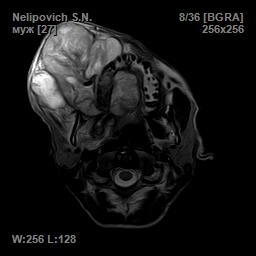 Nelipovich S.N.
8/36 [BGRA]
муж [27]
256x256
W:256 L:128